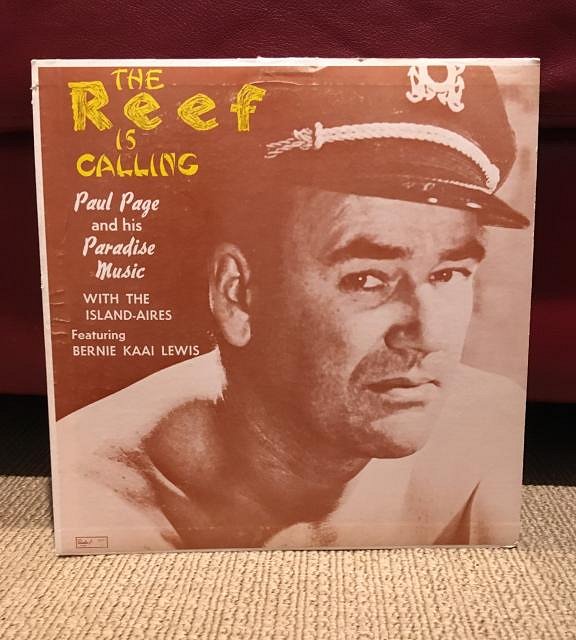 THE
Reef
IS
CALLING
Paul Page
and his
Paradise
Music
WITH THE
ISLAND-AIRES
Featuring
BERNIE KAAI LEWIS